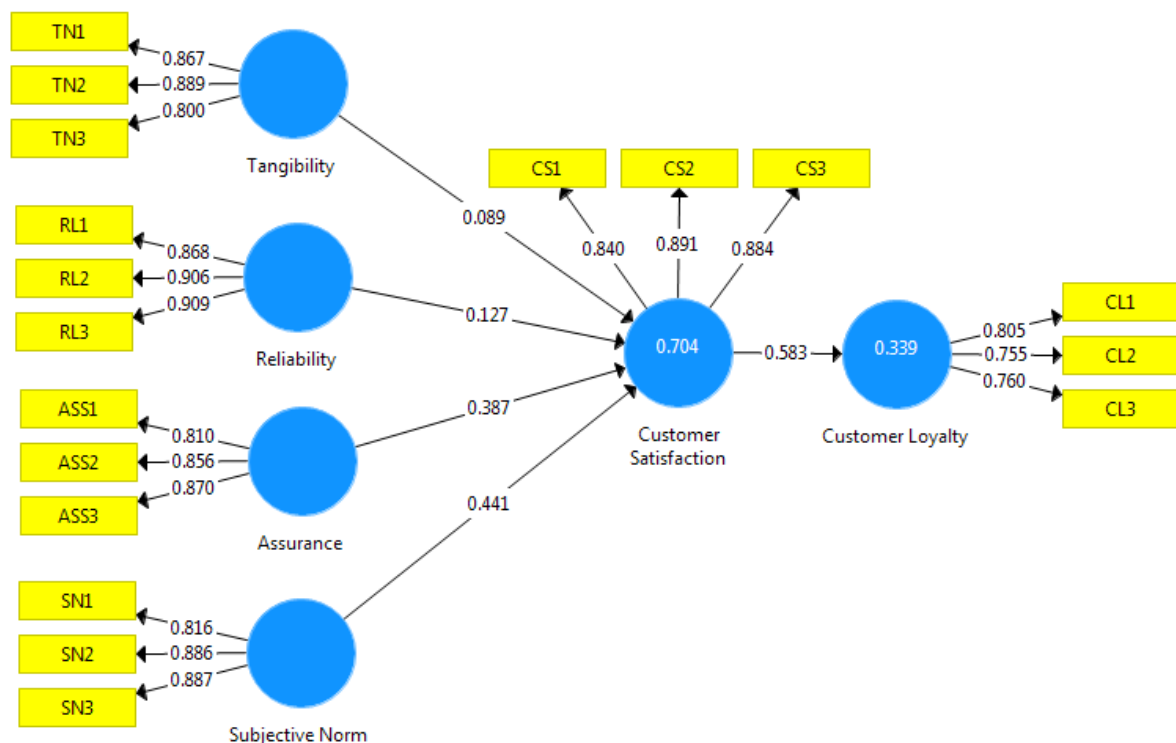 TN1
0.867
TN2
0.889
TN3
0.800
Tangibility
0.089
RL1
0.868
RL2
0.906
RL3
0.909
Reliability
0.127
ASS1
0.810
ASS2
0.856
ASS3
0.870
Assurance
0.387
SN1
0.816
SN2
0.886
SN3
0.887
Subjective Norm
0.441
CS1
CS2
CS3
0.840
0.891
0.884
0.704
Customer
Satisfaction
0.583
0.339
Customer Loyalty
0.805
CL1
0.755
CL2
0.760
CL3